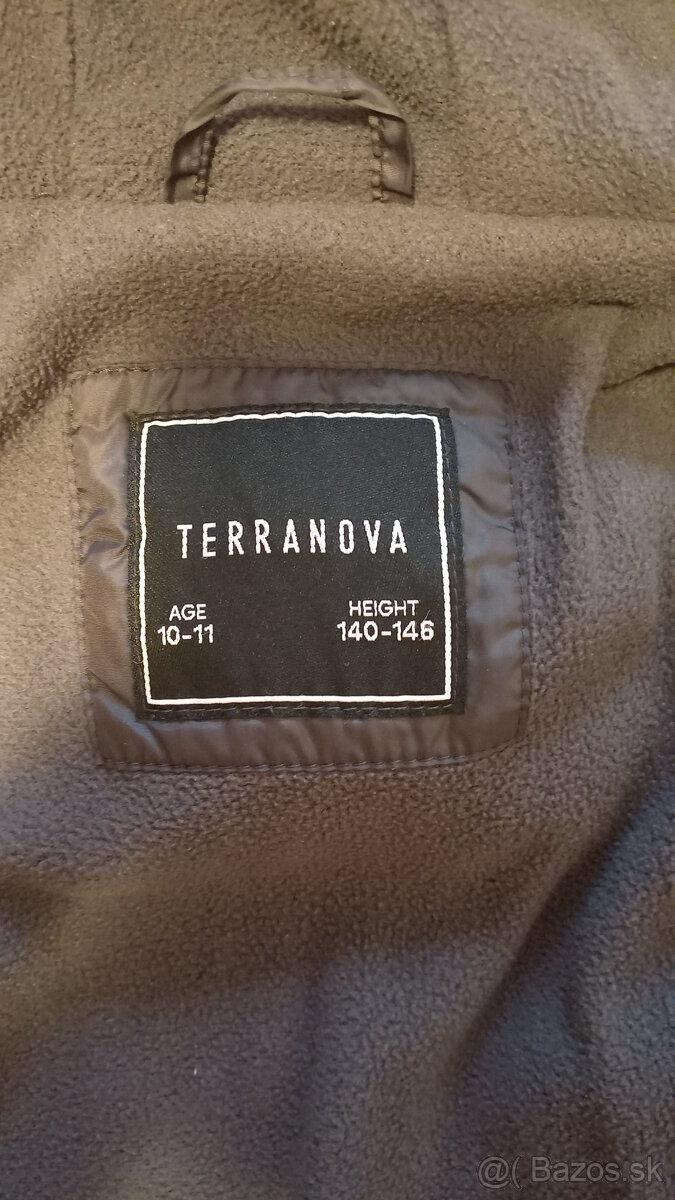 TERRANOVA
AGE HEIGHT
10-11 140-146
@( Bazos.sk